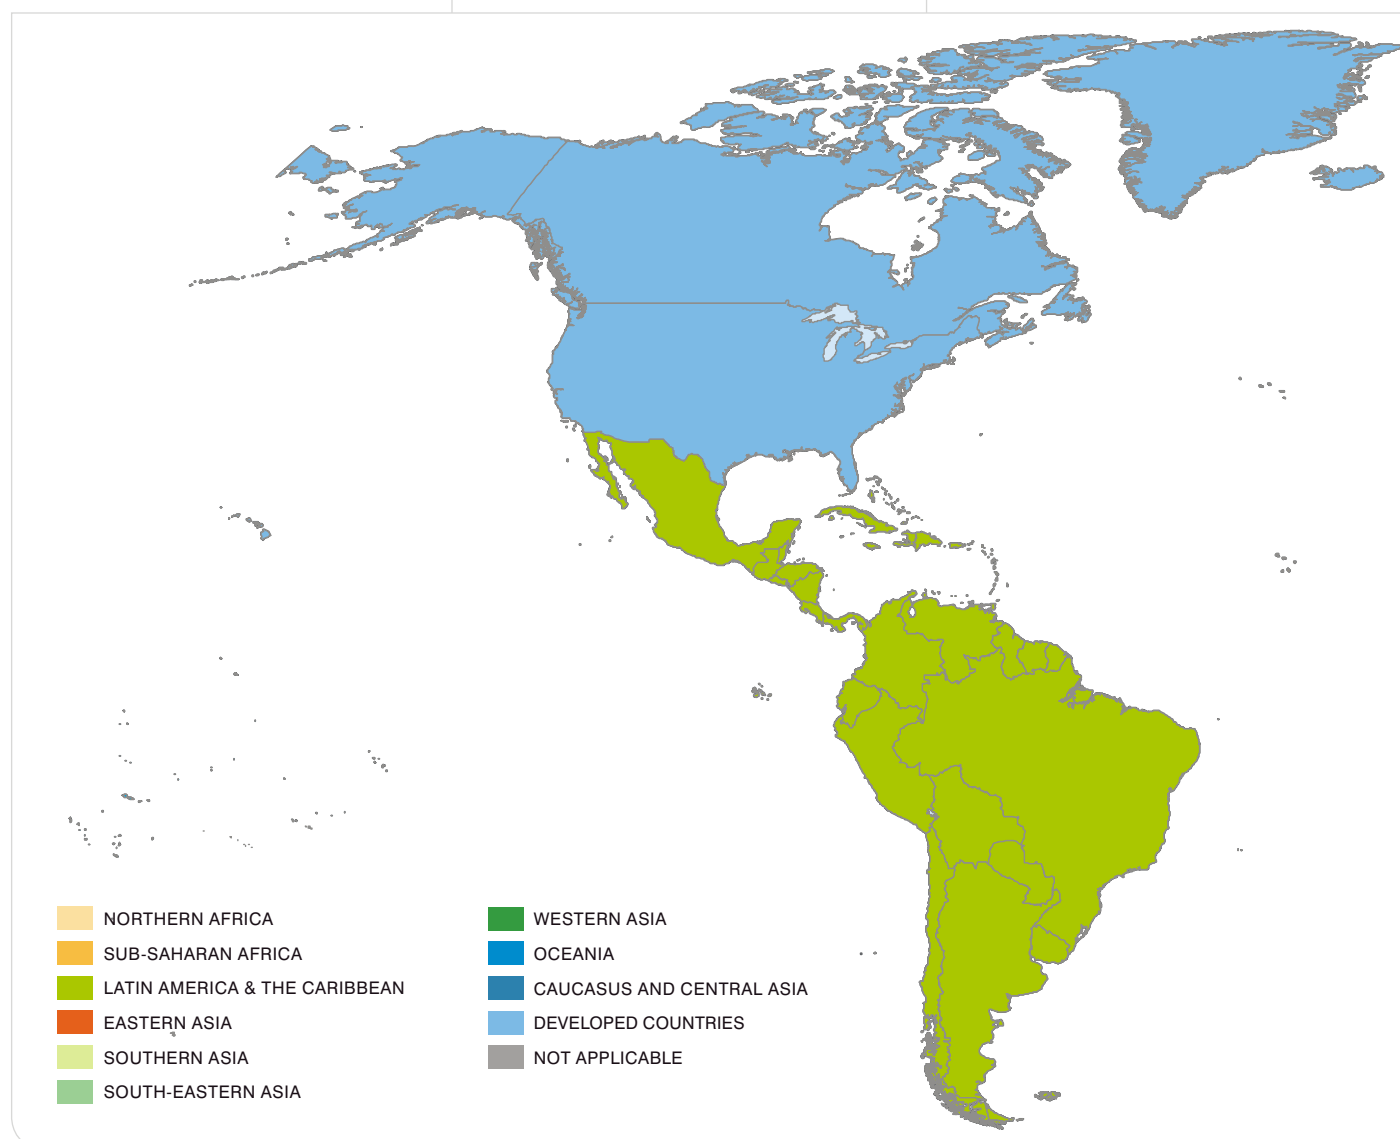 NORTHERN AFRICA
SUB-SAHARAN AFRICA
LATIN AMERICA & THE CARIBBEAN
EASTERN ASIA
SOUTHERN ASIA
SOUTH-EASTERN ASIA
WESTERN ASIA
OCEANIA
CAUCASUS AND CENTRAL ASIA
DEVELOPED COUNTRIES
NOT APPLICABLE